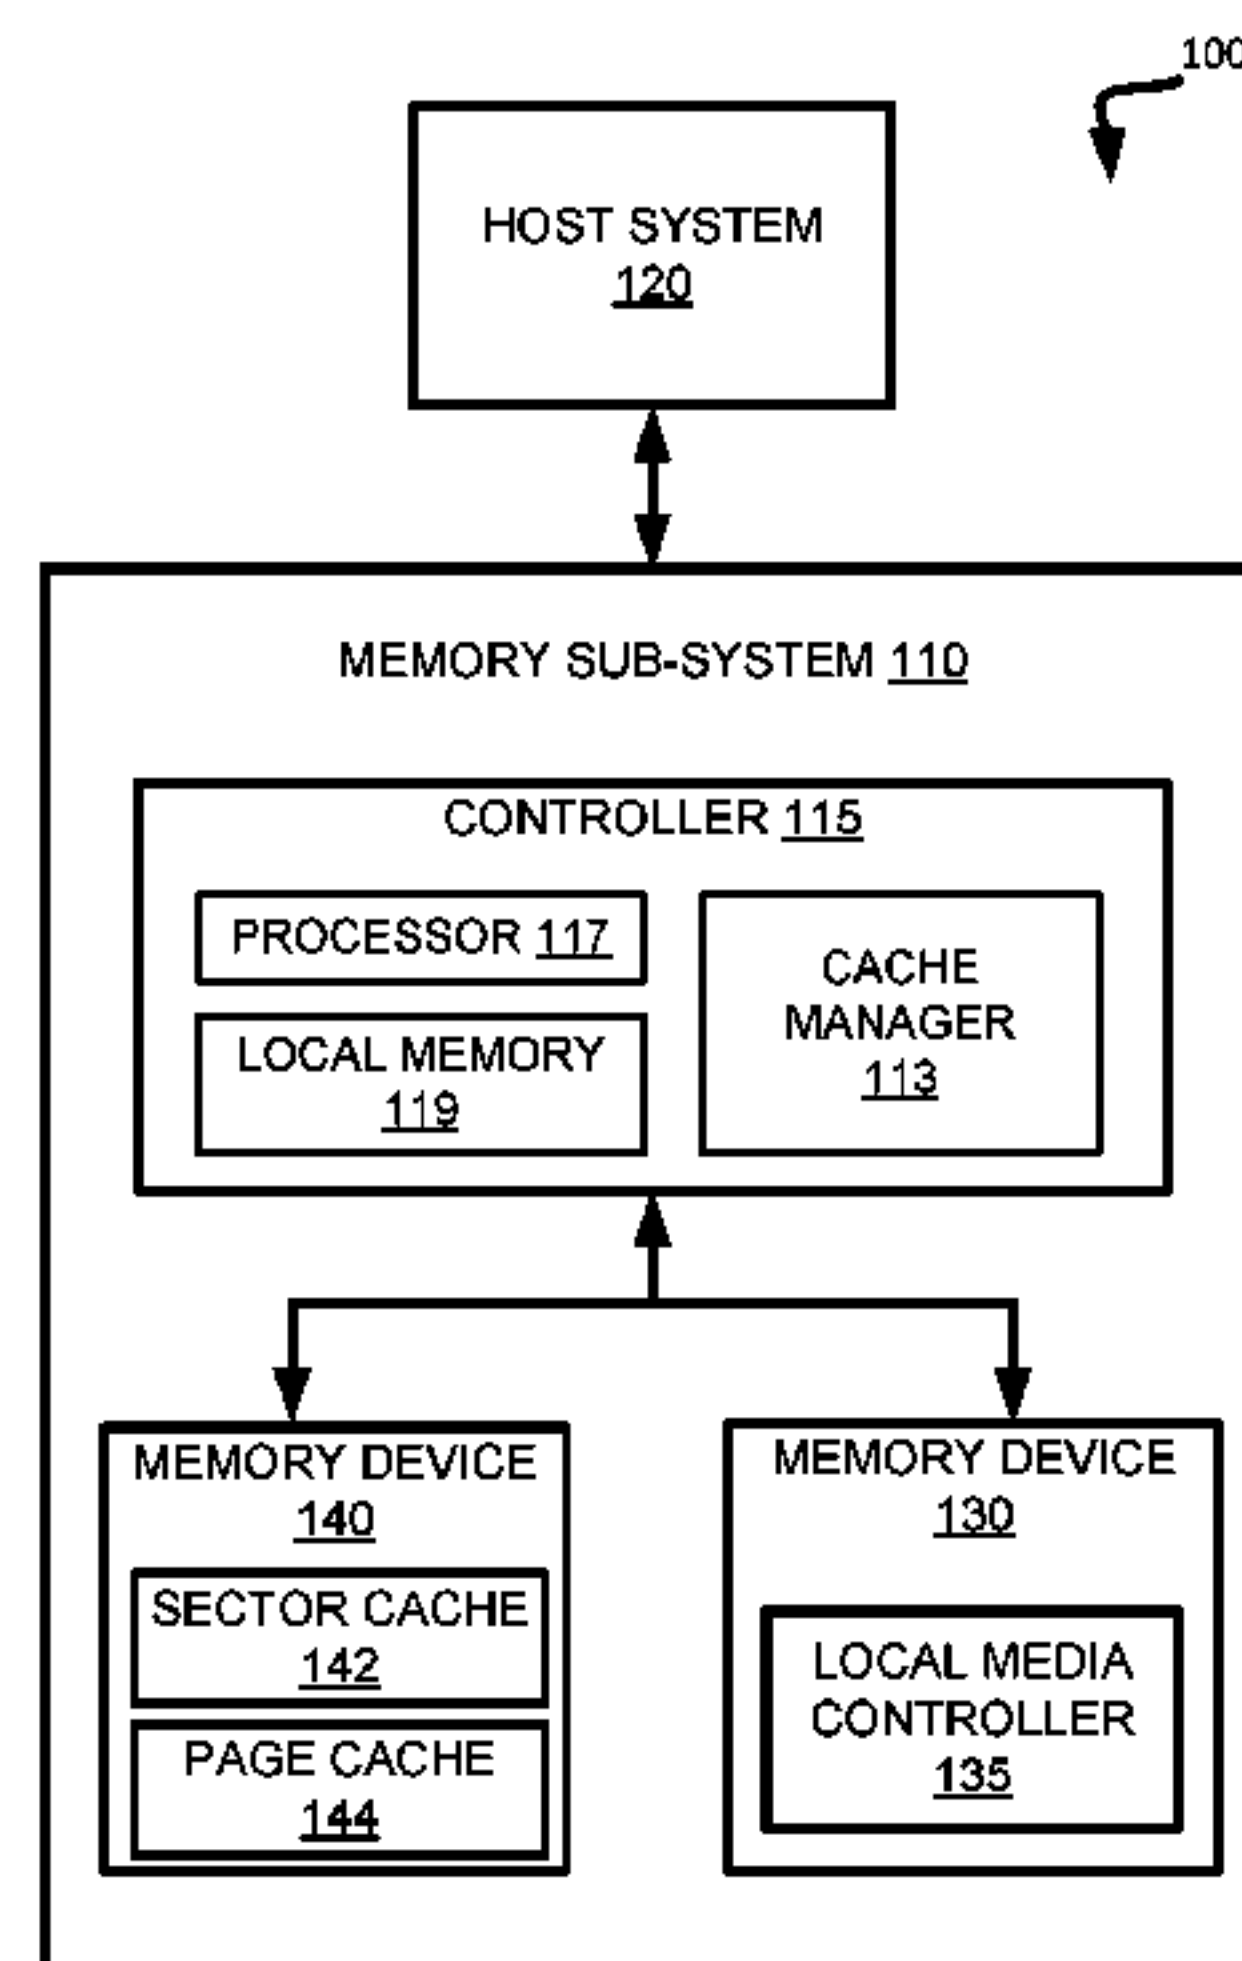 100
HOST SYSTEM
120
MEMORY SUB-SYSTEM 110
CONTROLLER 115
PROCESSOR 117
LOCAL MEMORY
119
CACHE
MANAGER
113
MEMORY DEVICE
140
SECTOR CACHE
142
PAGE CACHE
144
MEMORY DEVICE
130
LOCAL MEDIA
CONTROLLER
135